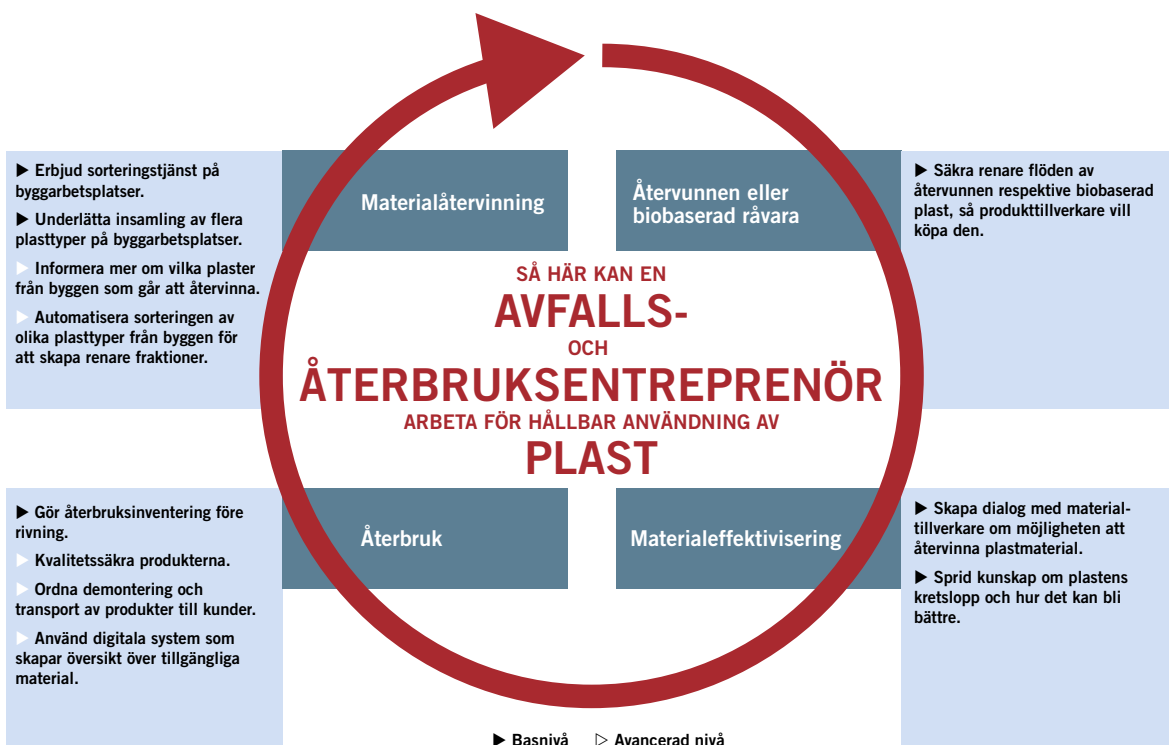 ▶ Erbjud sorteringstjänst på
byggarbetsplatser.
▶ Underlätta insamling av flera
plasttyper på byggarbetsplatser.
▷ Informera mer om vilka plaster
från byggen som går att återvinna.
▷ Automatisera sorteringen av
olika plasttyper från byggen för
att skapa renare fraktioner.
Materialåtervinning
Återvunnen eller
biobaserad råvara
▶ Säkra renare flöden av
återvunnen respektive biobaserad
plast, så produkttillverkare vill
köpa den.
SÅ HÄR KAN EN
AVFALLS-
OCH
ÅTERBRUKSENTREPRENÖR
ARBETA FÖR HÅLLBAR ANVÄNDNING AV
PLAST
▶ Gör återbruksinventering före
rivning.
▷ Kvalitetssäkra produkterna.
▷ Ordna demontering och
transport av produkter till kunder.
▷ Använd digitala system som
skapar översikt över tillgängliga
material.
Återbruk
Materialeffektivisering
▶ Skapa dialog med material-
tillverkare om möjligheten att
återvinna plastmaterial.
▶ Sprid kunskap om plastens
kretslopp och hur det kan bli
bättre.
▶ Basnivå ▷ Avancerad nivå